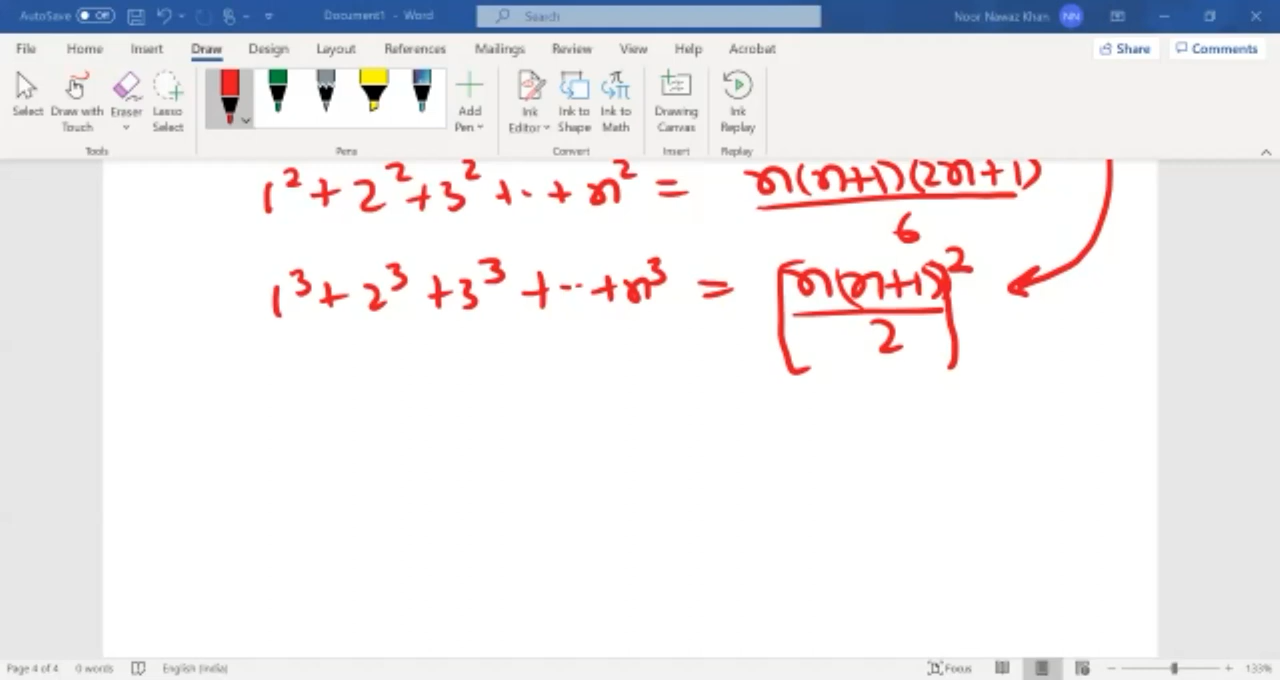 AutoSave Off Document1 - Word Search Noor Nawaz Khan NN
File Home Insert Draw Design Layout References Mailings Review View Help Acrobat Share Comments
Select Draw with Touch Eraser Lasso Select Add Pen Ink Editor Ink to Shape Ink to Math Drawing Canvas Ink Replay
Tools Pens Convert Insert Replay
1² + 2² + 3² + ·· + n² = n(n+1)(2n+1) / 6
1³ + 2³ + 3³ + ·· + n³ = [n(n+1) / 2]²
Page 4 of 4 0 words English (India) Focus 133%